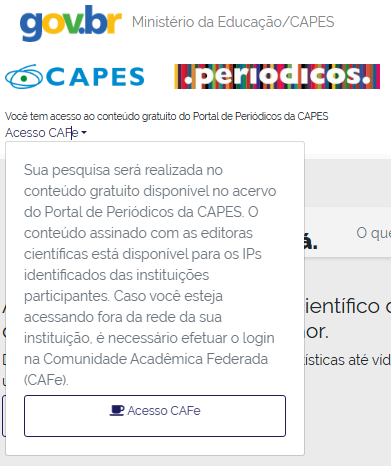 gov.br Ministério da Educação/CAPES
CAPES .periodicos.
Você tem acesso ao conteúdo gratuito do Portal de Periódicos da CAPES
Acesso CAFe
Sua pesquisa será realizada no
conteúdo gratuito disponível no acervo
do Portal de Periódicos da CAPES. O
conteúdo assinado com as editoras
científicas está disponível para os IPs
identificados das instituições
participantes. Caso você esteja
acessando fora da rede da sua
instituição, é necessário efetuar o login
na Comunidade Acadêmica Federada
(CAFe).
Acesso CAFe
á.
O que
ientífico
or.
ísticas até víd